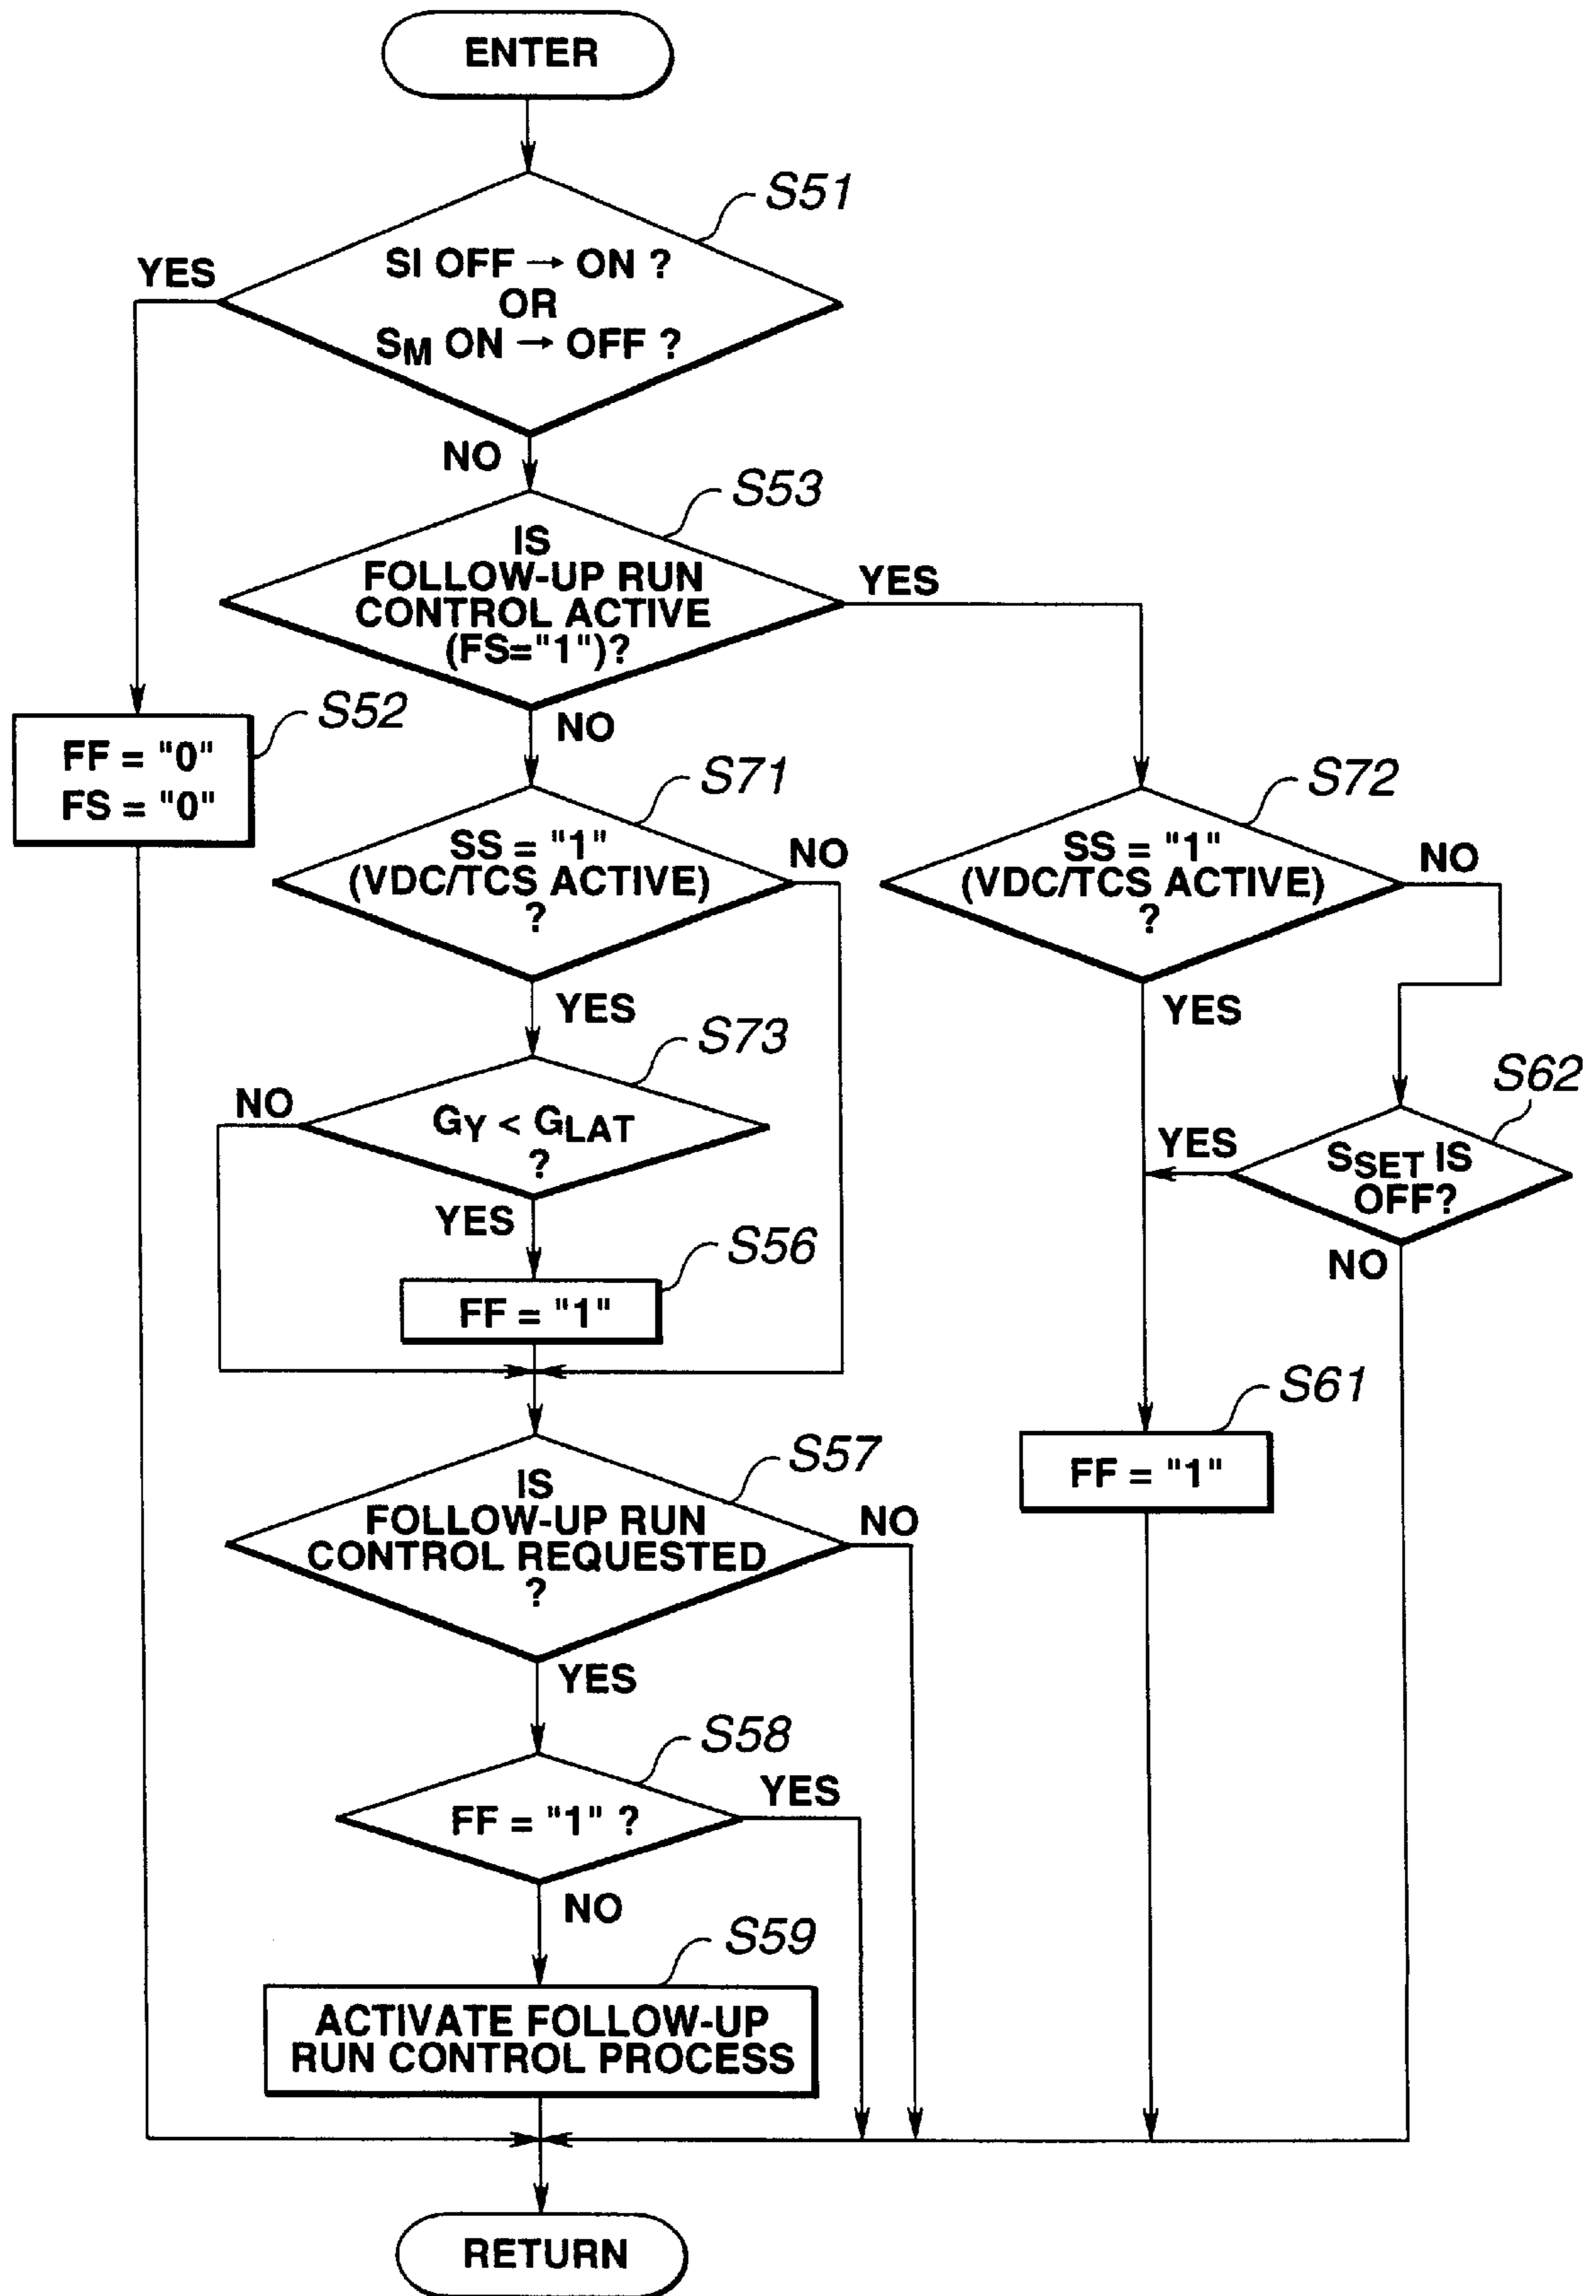 ENTER
S51
SI OFF → ON ?
OR
SM ON → OFF ?
YES
NO
S53
IS
FOLLOW-UP RUN
CONTROL ACTIVE
(FS="1")?
YES
NO
S52
FF = "0"
FS = "0"
S71
SS = "1"
(VDC/TCS ACTIVE)
?
NO
YES
S72
SS = "1"
(VDC/TCS ACTIVE)
?
NO
YES
S73
GY < GLAT
?
NO
YES
S62
SSET IS
OFF?
YES
NO
S56
FF = "1"
S61
FF = "1"
S57
IS
FOLLOW-UP RUN
CONTROL REQUESTED
?
NO
YES
S58
FF = "1" ?
YES
NO
S59
ACTIVATE FOLLOW-UP
RUN CONTROL PROCESS
RETURN